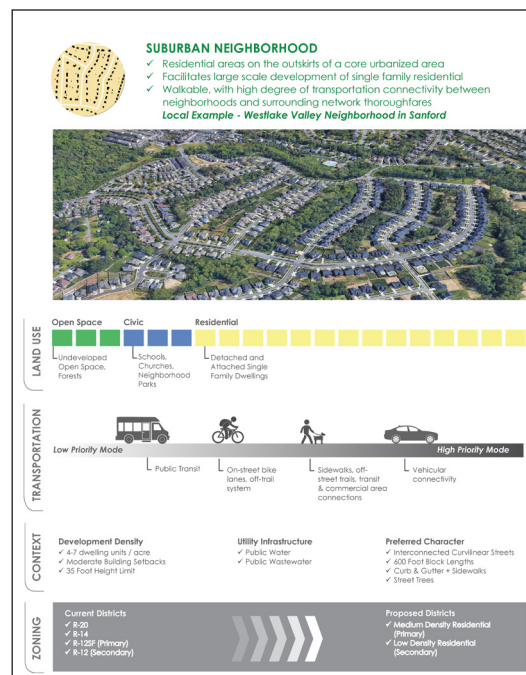 SUBURBAN NEIGHBORHOOD
✓ Residential areas on the outskirts of a core urbanized area
✓ Facilitates large scale development of single family residential
✓ Walkable, with high degree of transportation connectivity between
neighborhoods and surrounding network thoroughfares
Local Example - Westlake Valley Neighborhood in Sanford
LAND USE
Open Space
Civic
Residential
Undeveloped
Open Space,
Forests
Schools,
Churches,
Neighborhood
Parks
Detached and
Attached Single
Family Dwellings
TRANSPORTATION
Low Priority Mode
High Priority Mode
Public Transit
On-street bike
lanes, off-trail
system
Sidewalks, off-
street trails, transit
& commercial area
connections
Vehicular
connectivity
CONTEXT
Development Density
✓ 4-7 dwelling units / acre
✓ Moderate Building Setbacks
✓ 35 Foot Height Limit
Utility Infrastructure
✓ Public Water
✓ Public Wastewater
Preferred Character
✓ Interconnected Curvilinear Streets
✓ 600 Foot Block Lengths
✓ Curb & Gutter + Sidewalks
✓ Street Trees
ZONING
Current Districts
✓ R-20
✓ R-14
✓ R-12SF (Primary)
✓ R-12 (Secondary)
Proposed Districts
✓ Medium Density Residential
(Primary)
✓ Low Density Residential
(Secondary)